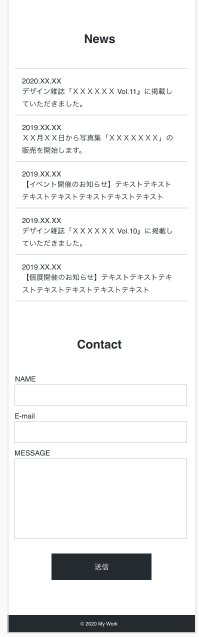 News
2020.XX.XX
デザイン雑誌「ＸＸＸＸＸＸ Vol.11」に掲載し
ていただきました。
2019.XX.XX
ＸＸ月ＸＸ日から写真集「ＸＸＸＸＸＸＸ」の
販売を開始します。
2019.XX.XX
【イベント開催のお知らせ】テキストテキスト
テキストテキストテキストテキストテキスト
2019.XX.XX
デザイン雑誌「ＸＸＸＸＸＸ Vol.10」に掲載し
ていただきました。
2019.XX.XX
【個展開催のお知らせ】テキストテキストテキ
ストテキストテキストテキストテキスト
Contact
NAME
E-mail
MESSAGE
送信
© 2020 My Work